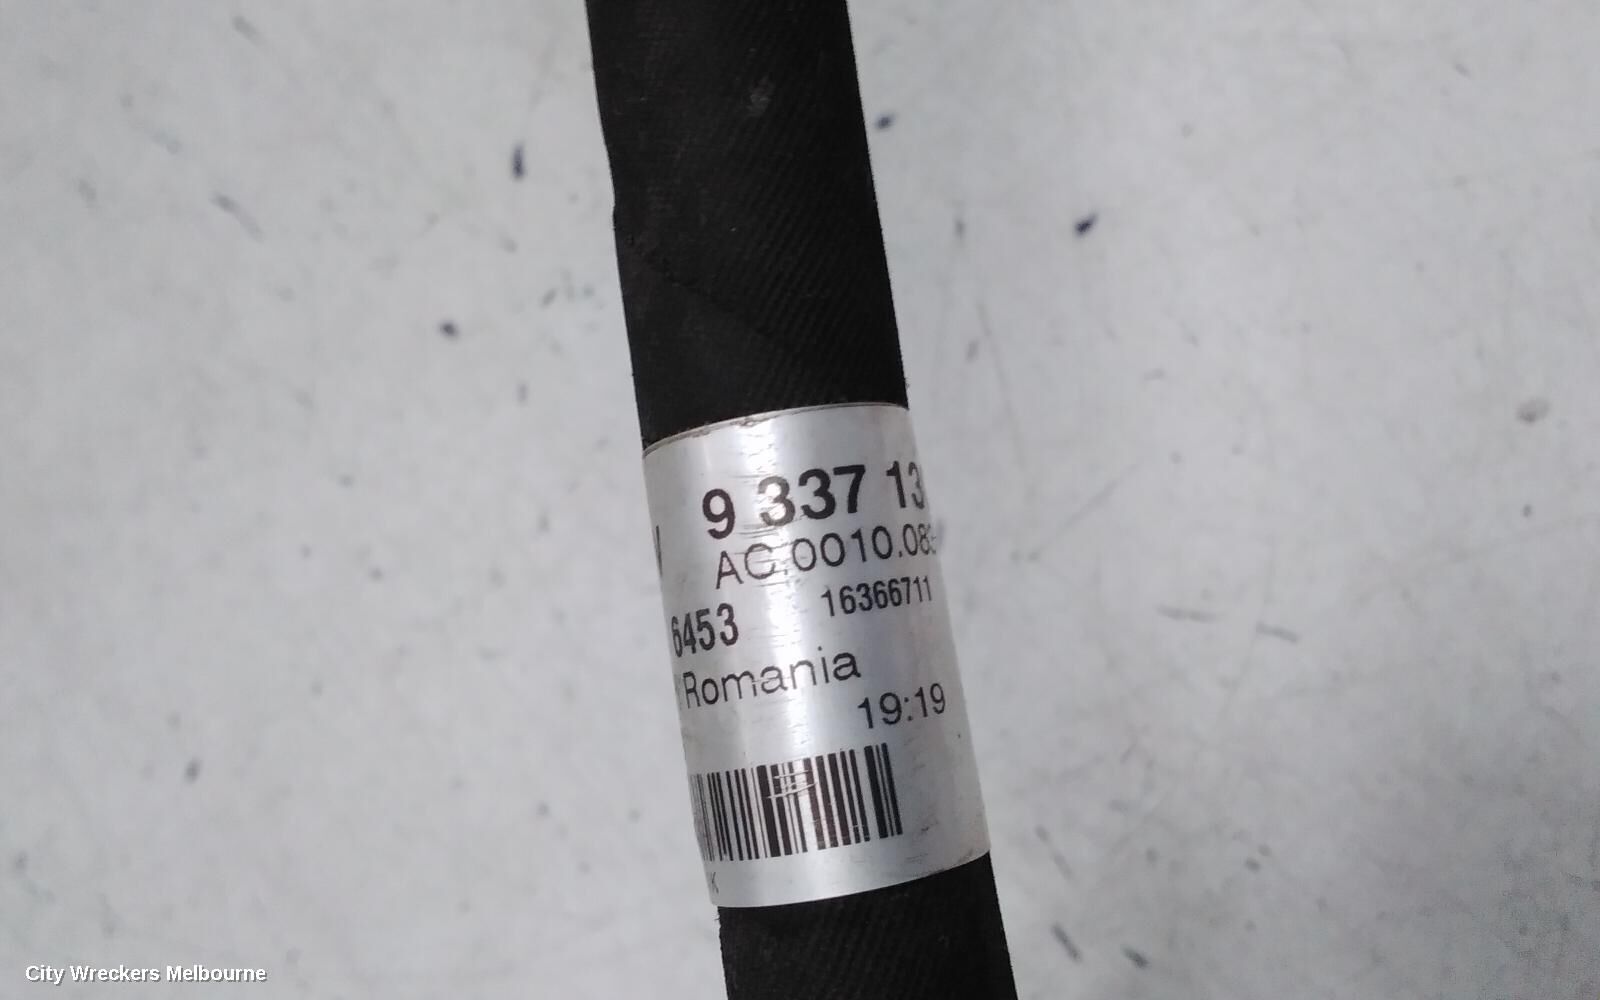 9 337 13
AC.0010.08
6453 16366711
Romania
19:19
K
City Wreckers Melbourne